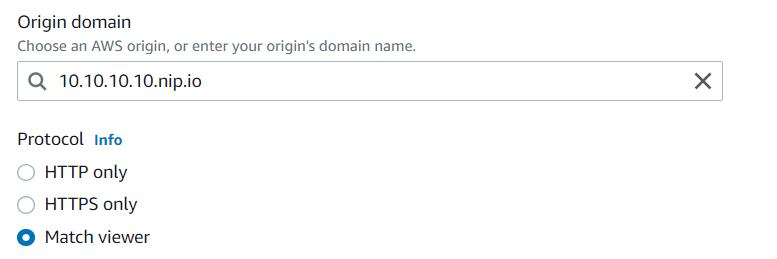 Origin domain
Choose an AWS origin, or enter your origin's domain name.
10.10.10.10.nip.io
Protocol Info
HTTP only
HTTPS only
Match viewer